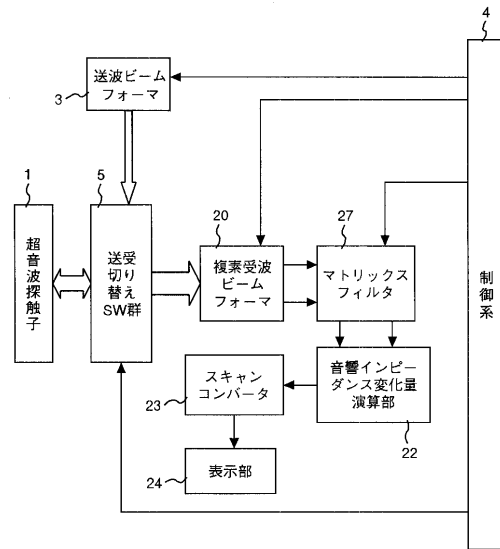 4
送波ビーム
フォーマ
3
1
超音波探触子
5
送受
切り替え
SW群
20
複素受波
ビーム
フォーマ
27
マトリックス
フィルタ
制御系
音響インピー
ダンス変化量
演算部
22
スキャン
コンバータ
23
表示部
24